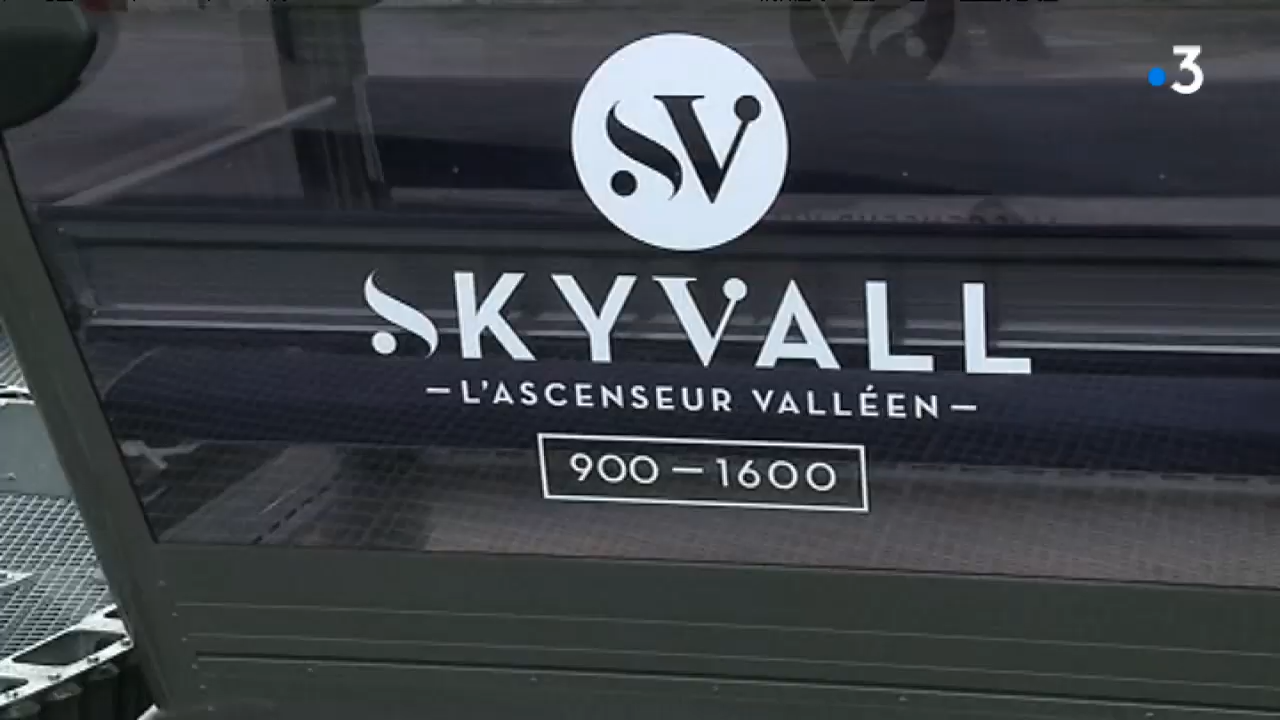 3
SV
SKYVALL
—L'ASCENSEUR VALLÉEN—
900—1600